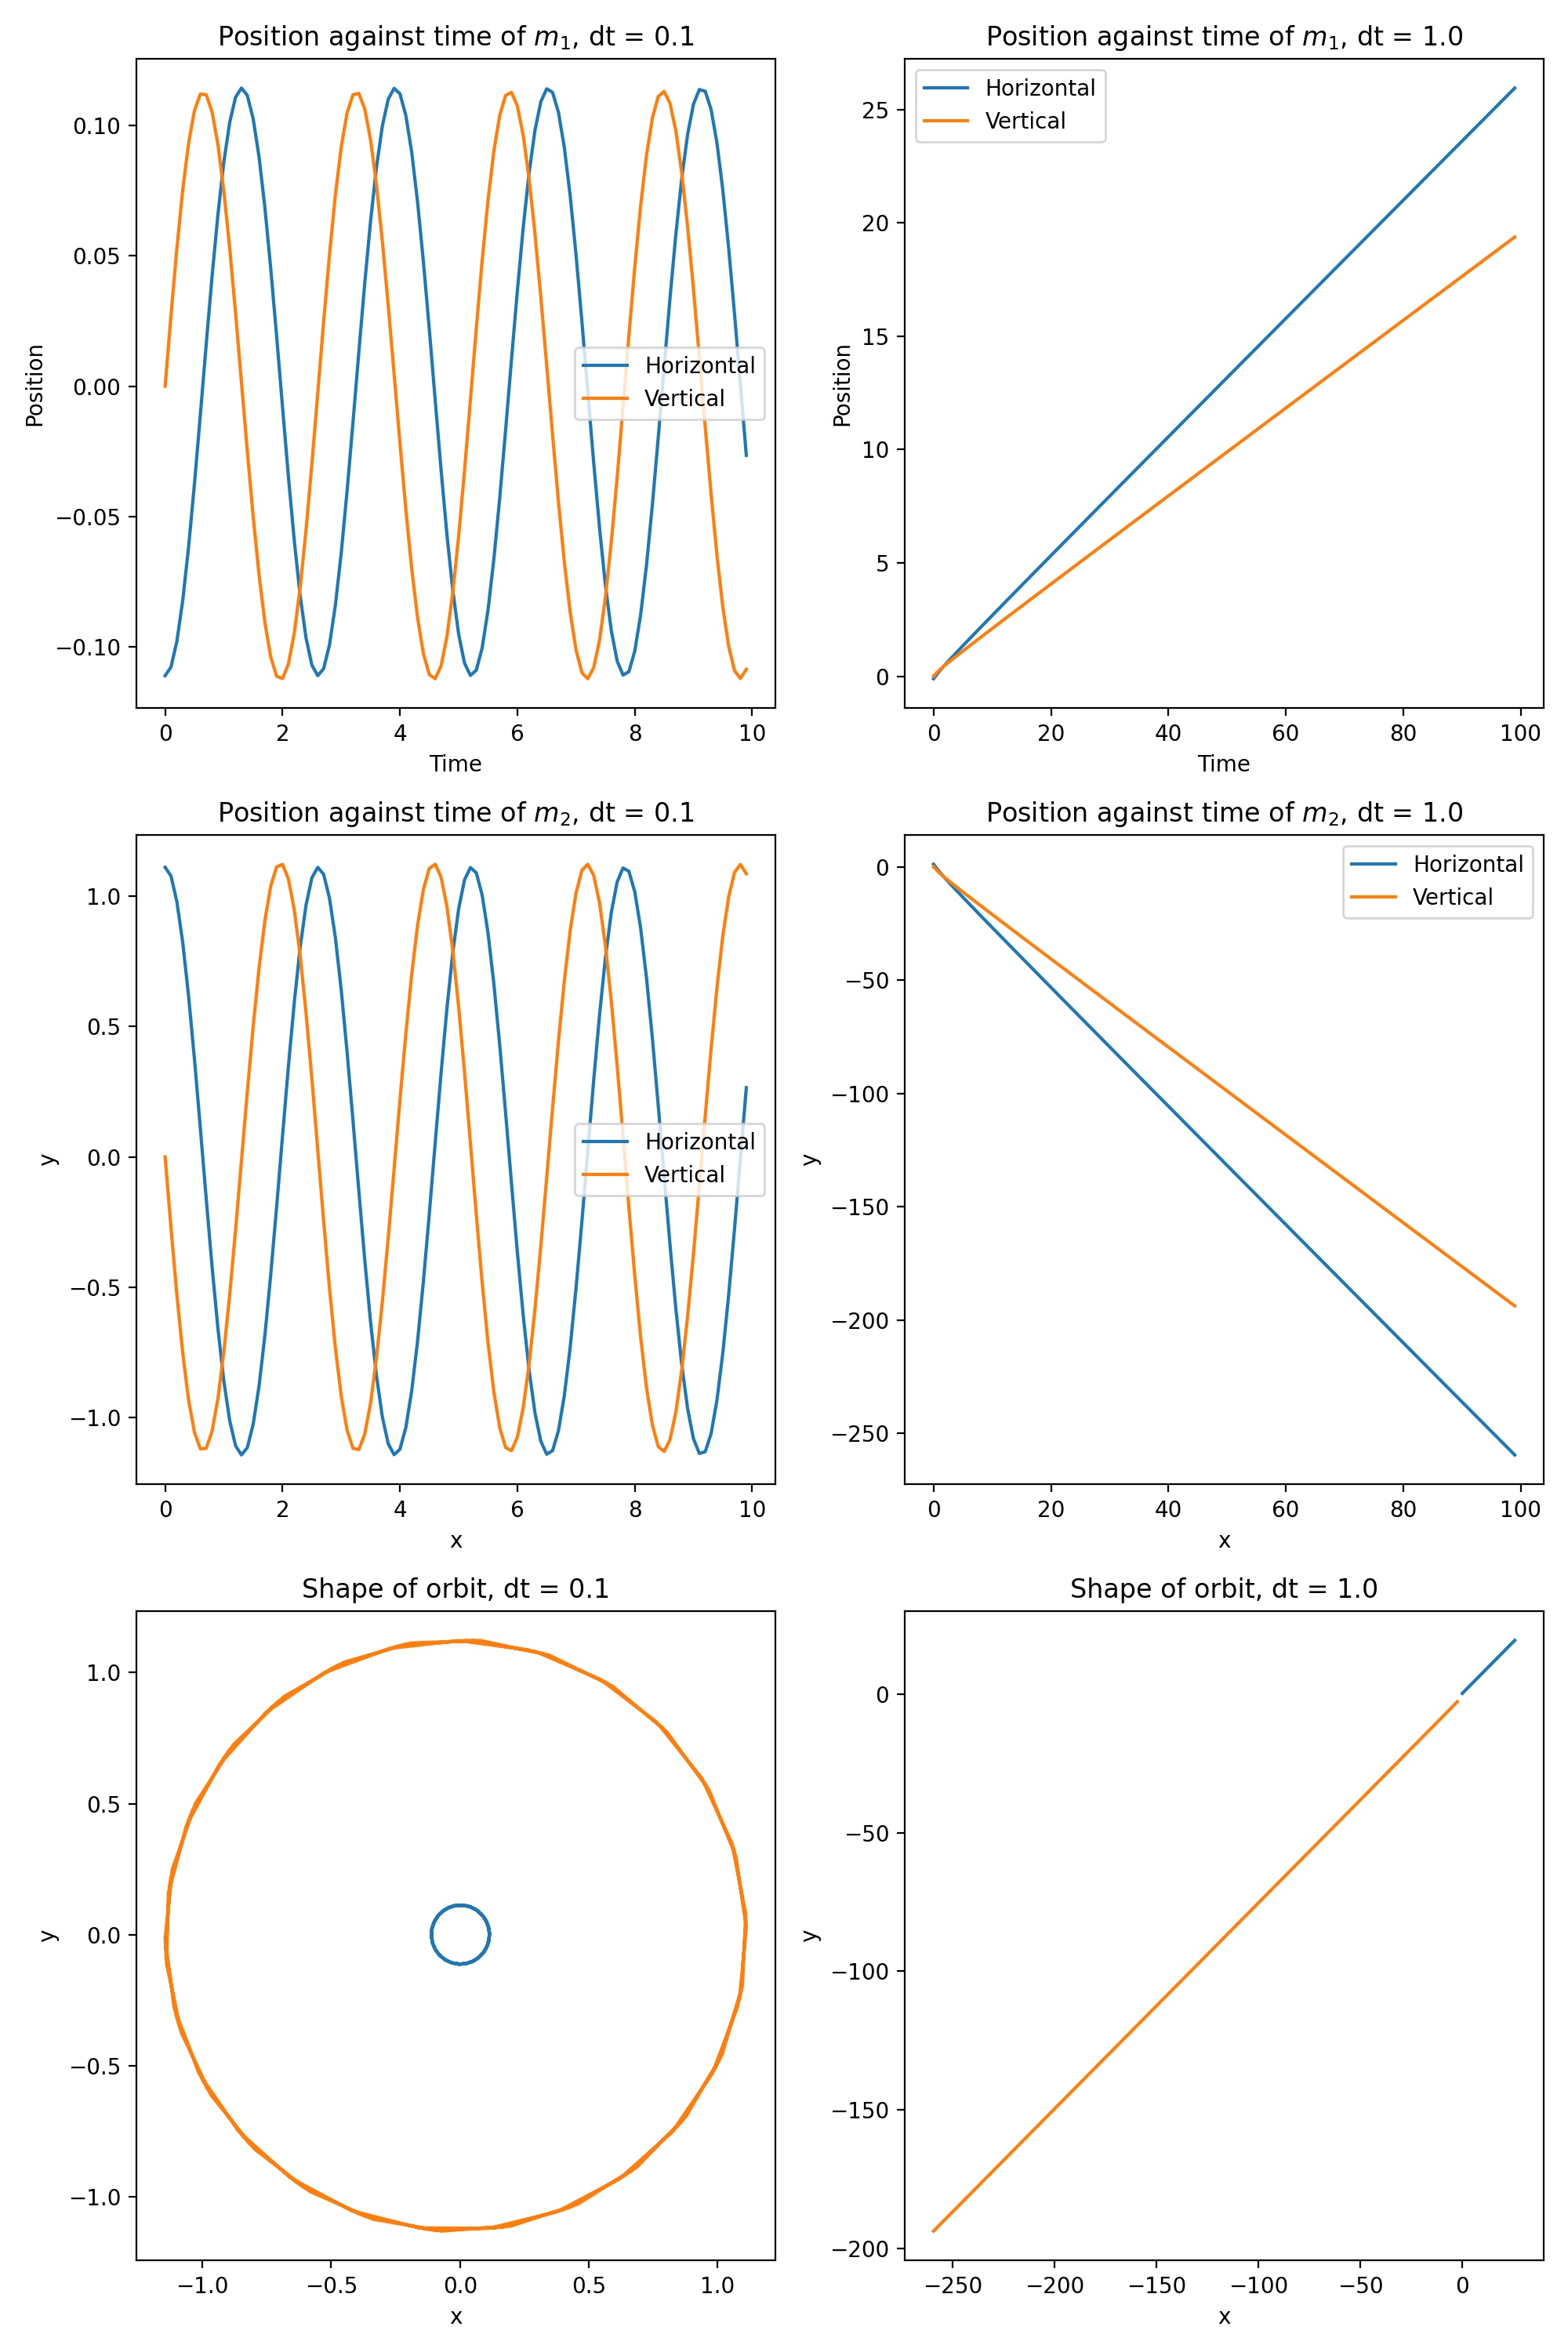 Position against time of m₁, dt = 0.1
Position
0.10
0.05
0.00
−0.05
−0.10
Horizontal
Vertical
0 2 4 6 8 10
Time
Position against time of m₁, dt = 1.0
Horizontal
Vertical
Position
25
20
15
10
5
0
0 20 40 60 80 100
Time
Position against time of m₂, dt = 0.1
y
1.0
0.5
0.0
−0.5
−1.0
Horizontal
Vertical
0 2 4 6 8 10
x
Position against time of m₂, dt = 1.0
Horizontal
Vertical
y
0
−50
−100
−150
−200
−250
0 20 40 60 80 100
x
Shape of orbit, dt = 0.1
y
1.0
0.5
0.0
−0.5
−1.0
−1.0 −0.5 0.0 0.5 1.0
x
Shape of orbit, dt = 1.0
y
0
−50
−100
−150
−200
−250 −200 −150 −100 −50 0
x